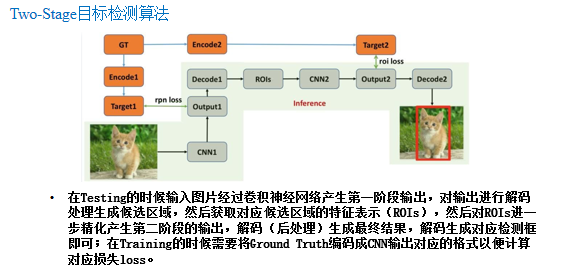 Two-Stage目标检测算法
GT
Encode2
Target2
roi loss
Encode1
Decode1
ROIs
CNN2
Output2
Decode2
Inference
Target1
rpn loss
Output1
CNN1
• 在Testing的时候输入图片经过卷积神经网络产生第一阶段输出，对输出进行解码
处理生成候选区域，然后获取对应候选区域的特征表示（ROIs），然后对ROIs进一
步精化产生第二阶段的输出，解码（后处理）生成最终结果，解码生成对应检测框
即可；在Training的时候需要将Ground Truth编码成CNN输出对应的格式以便计算
对应损失loss。